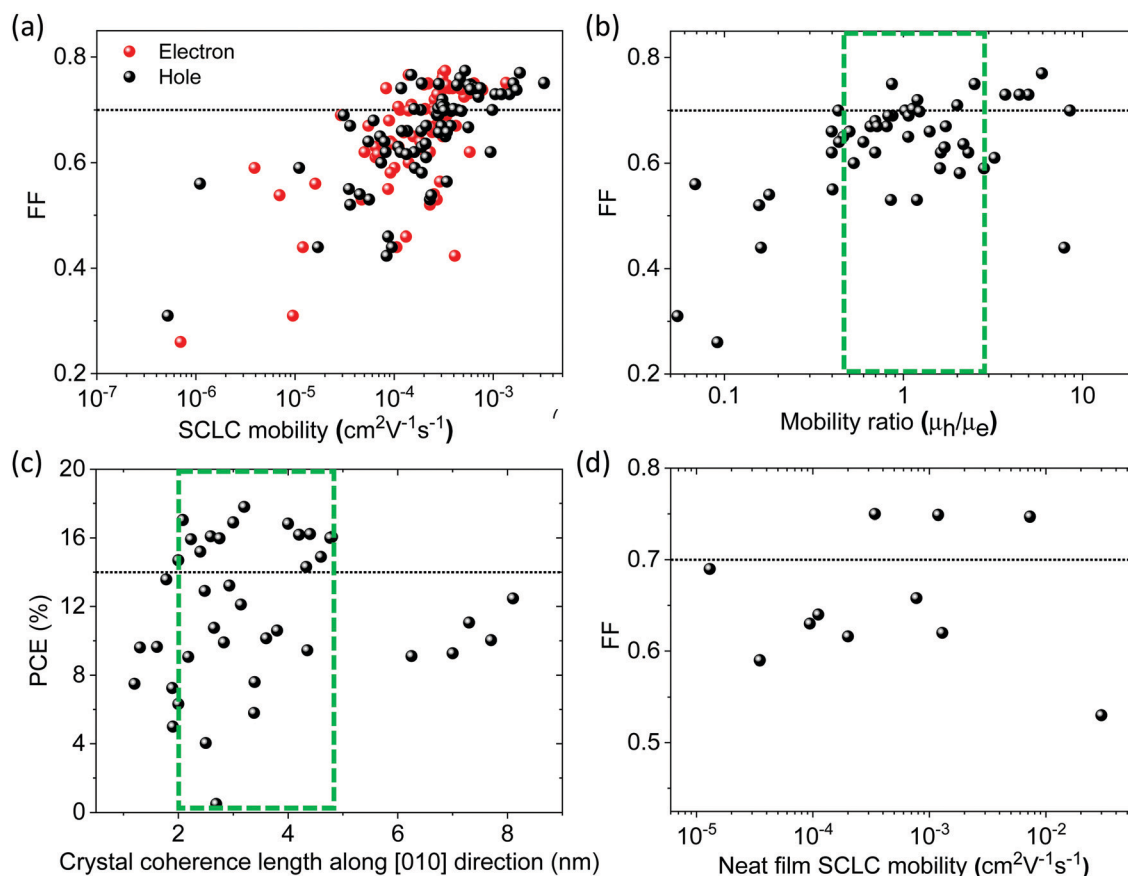 (a)
Electron
Hole
0.8
0.6
0.4
0.2
FF
10⁻⁷
10⁻⁶
10⁻⁵
10⁻⁴
10⁻³
SCLC mobility (cm²V⁻¹s⁻¹)
(b)
0.8
0.6
0.4
0.2
FF
0.1
1
10
Mobility ratio (μh/μe)
(c)
20
16
12
8
4
0
PCE (%)
2
4
6
8
Crystal coherence length along [010] direction (nm)
(d)
0.8
0.7
0.6
0.5
FF
10⁻⁵
10⁻⁴
10⁻³
10⁻²
Neat film SCLC mobility (cm²V⁻¹s⁻¹)